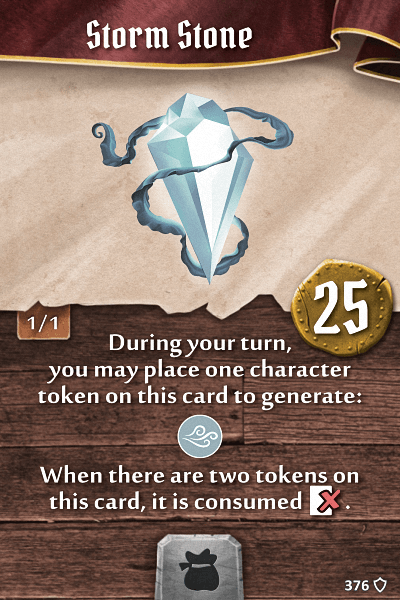 Storm Stone
25
1/1
During your turn,
you may place one character
token on this card to generate:
When there are two tokens on
this card, it is consumed .
376